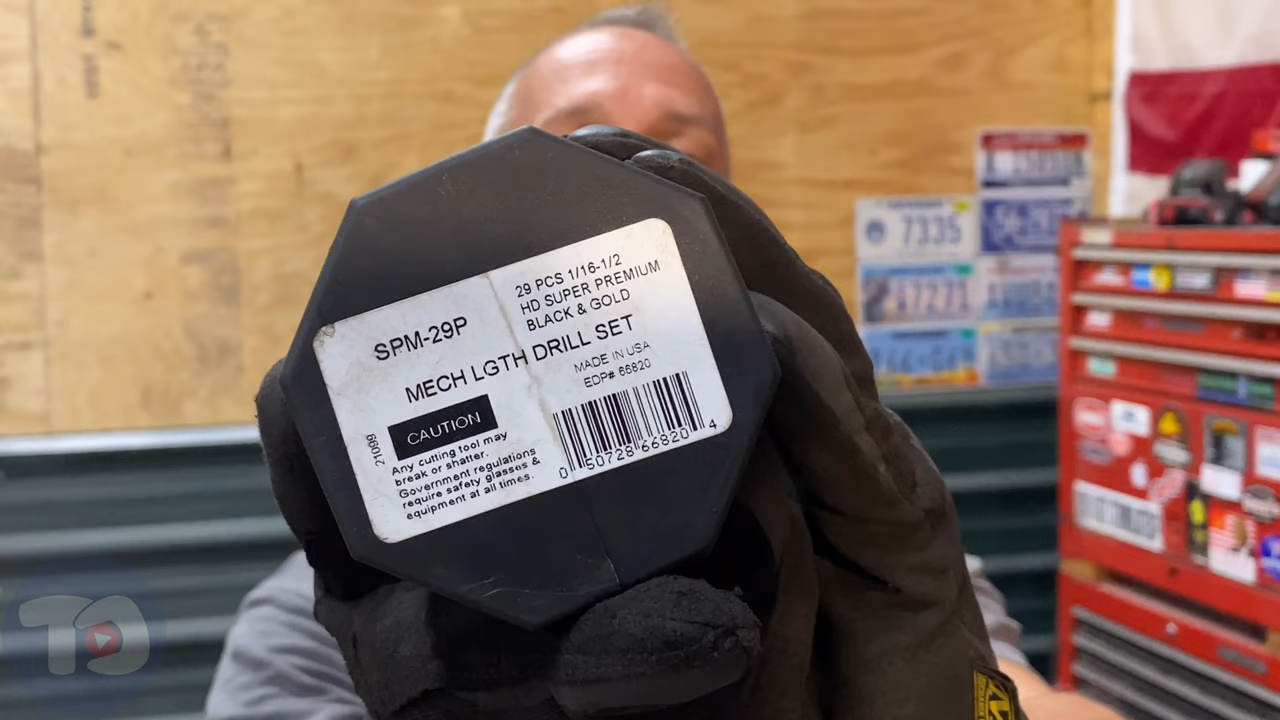 SPM-29P
29 PCS 1/16-1/2
HD SUPER PREMIUM
BLACK & GOLD
MECH LGTH DRILL SET
MADE IN USA
EDP# 66820
CAUTION
21099
Any cutting tool may
break or shatter.
Government regulations
require safety glasses &
equipment at all times.
0 50728 66820 4
7335
TD